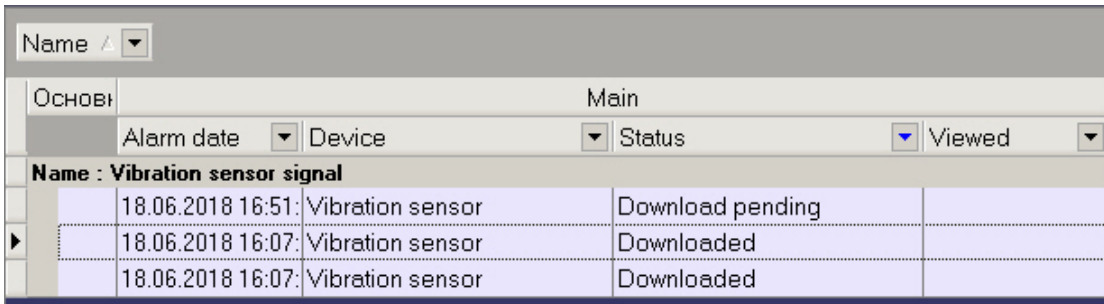 Name
Main
Alarm date Device Status Viewed
Name : Vibration sensor signal
18.06.2018 16:51: Vibration sensor Download pending
18.06.2018 16:07: Vibration sensor Downloaded
18.06.2018 16:07: Vibration sensor Downloaded